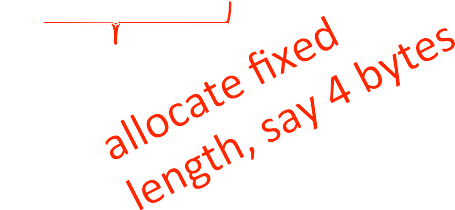 allocate fixed
length, say 4 bytes